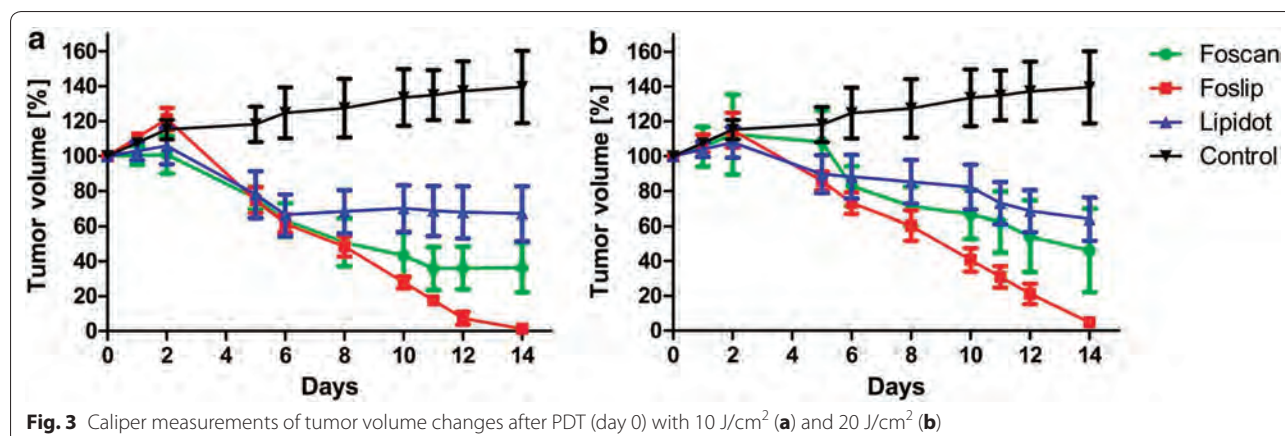 a
Tumor volume [%]
160
140
120
100
80
60
40
20
0
0 2 4 6 8 10 12 14
Days
b
Tumor volume [%]
160
140
120
100
80
60
40
20
0
0 2 4 6 8 10 12 14
Days
Foscan
Foslip
Lipidot
Control
Fig. 3 Caliper measurements of tumor volume changes after PDT (day 0) with 10 J/cm² (a) and 20 J/cm² (b)